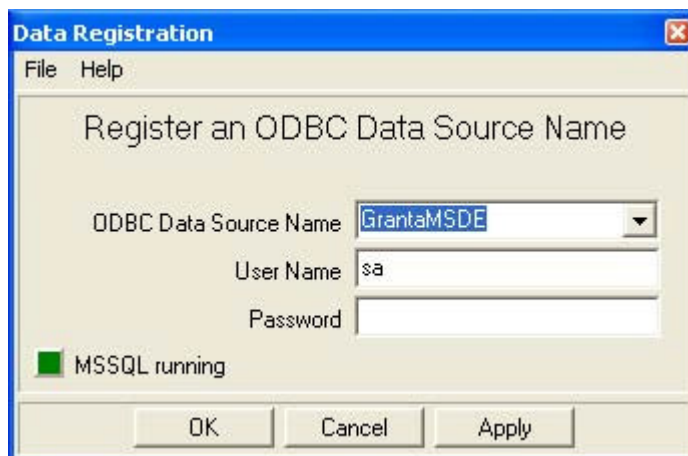 Data Registration
File Help
Register an ODBC Data Source Name
ODBC Data Source Name GrantaMSDE
User Name sa
Password
MSSQL running
OK Cancel Apply